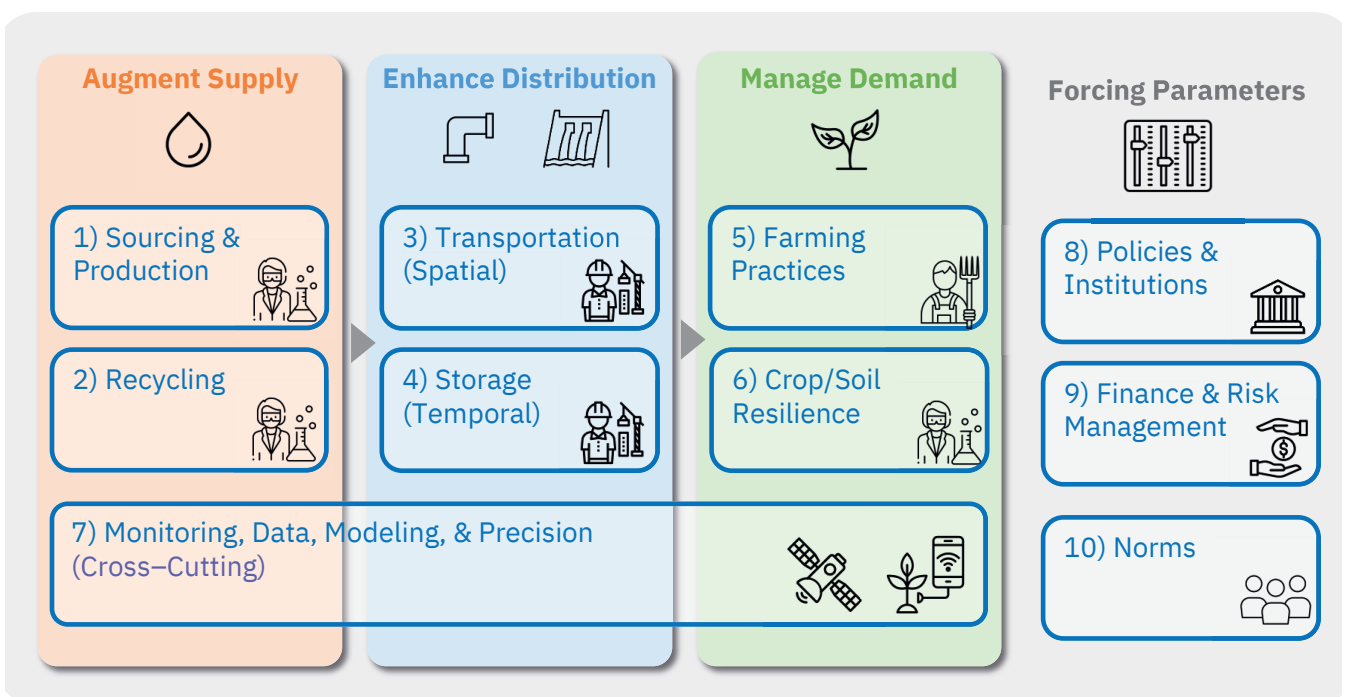 Augment Supply
1) Sourcing &
Production
2) Recycling
Enhance Distribution
3) Transportation
(Spatial)
4) Storage
(Temporal)
Manage Demand
5) Farming
Practices
6) Crop/Soil
Resilience
7) Monitoring, Data, Modeling, & Precision
(Cross–Cutting)
Forcing Parameters
8) Policies &
Institutions
9) Finance & Risk
Management
$
10) Norms